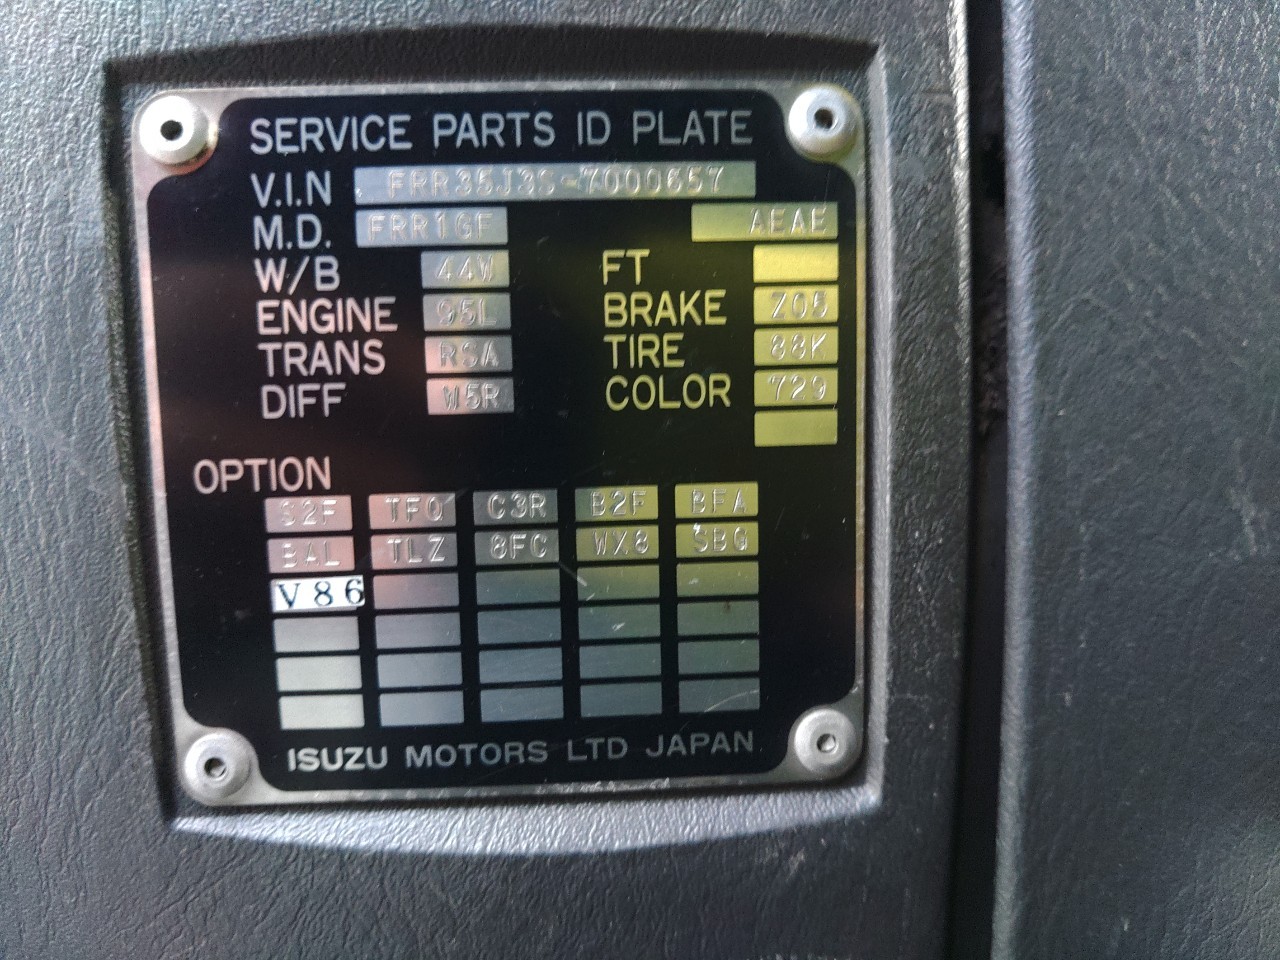 SERVICE PARTS ID PLATE
V.I.N FRR35J3S-7000657
M.D. FRR1GF AEAE
W/B 44W FT
ENGINE 95L BRAKE Z05
TRANS RSA TIRE 88K
DIFF W5R COLOR 729
OPTION
S2F TFO C3R B2F BFA
BAL TLZ 8FC WX8 SBG
V86
ISUZU MOTORS LTD JAPAN